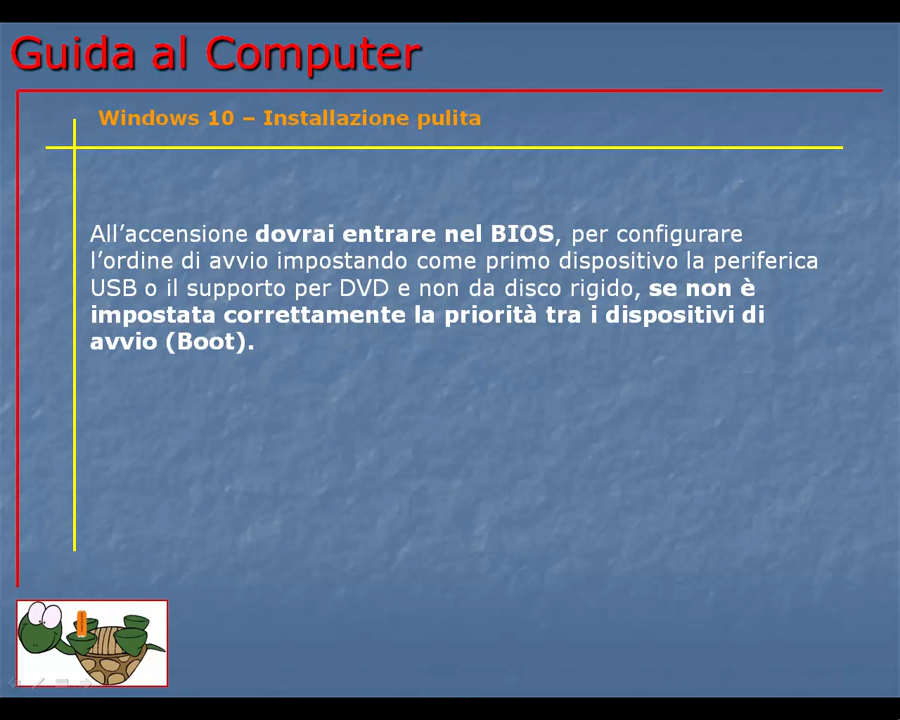 Guida al Computer
Windows 10 – Installazione pulita
All’accensione dovrai entrare nel BIOS, per configurare
l’ordine di avvio impostando come primo dispositivo la periferica
USB o il supporto per DVD e non da disco rigido, se non è
impostata correttamente la priorità tra i dispositivi di
avvio (Boot).